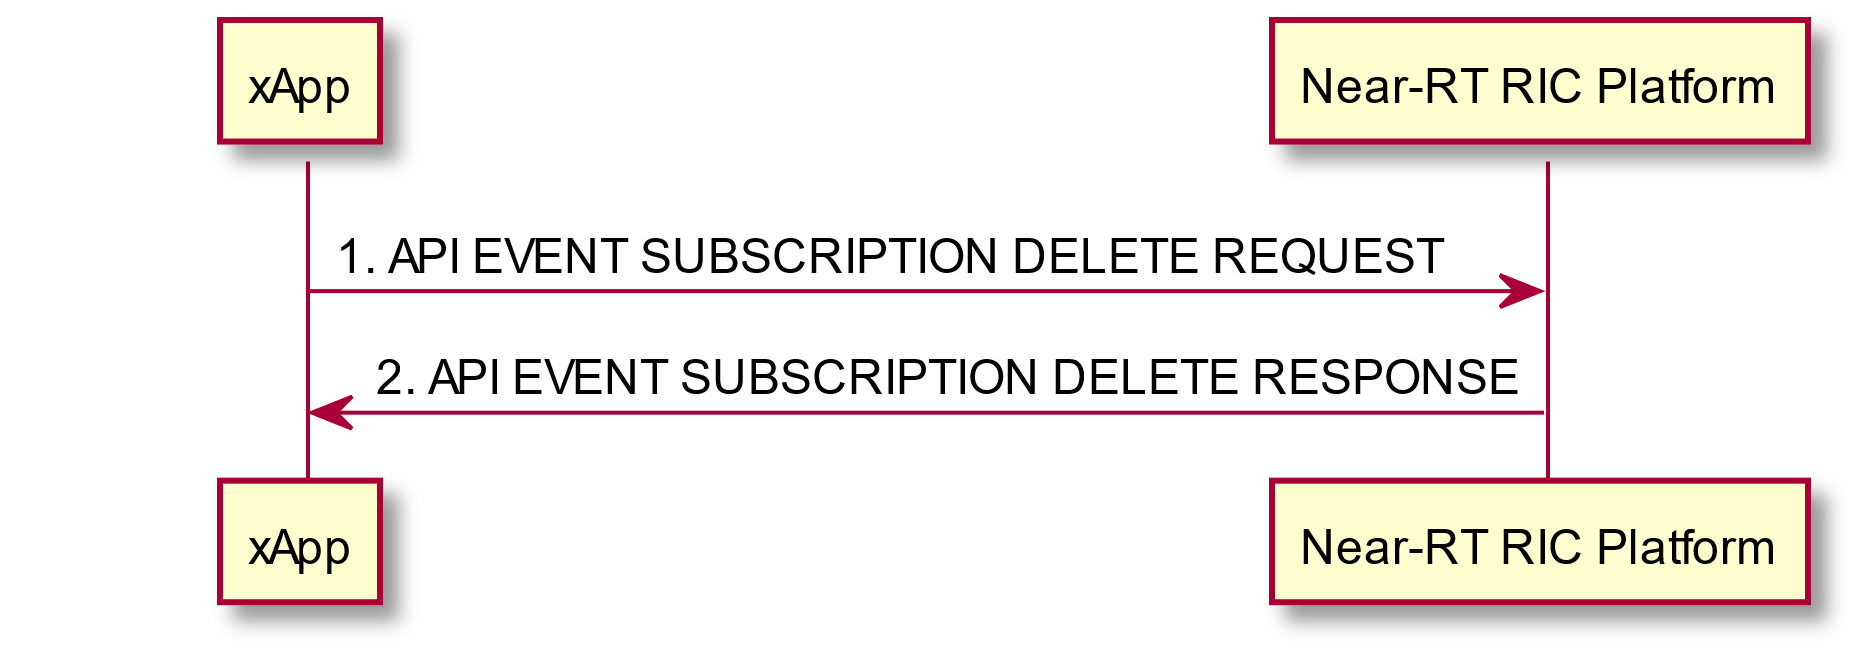 xApp
Near-RT RIC Platform
1. API EVENT SUBSCRIPTION DELETE REQUEST
2. API EVENT SUBSCRIPTION DELETE RESPONSE
xApp
Near-RT RIC Platform